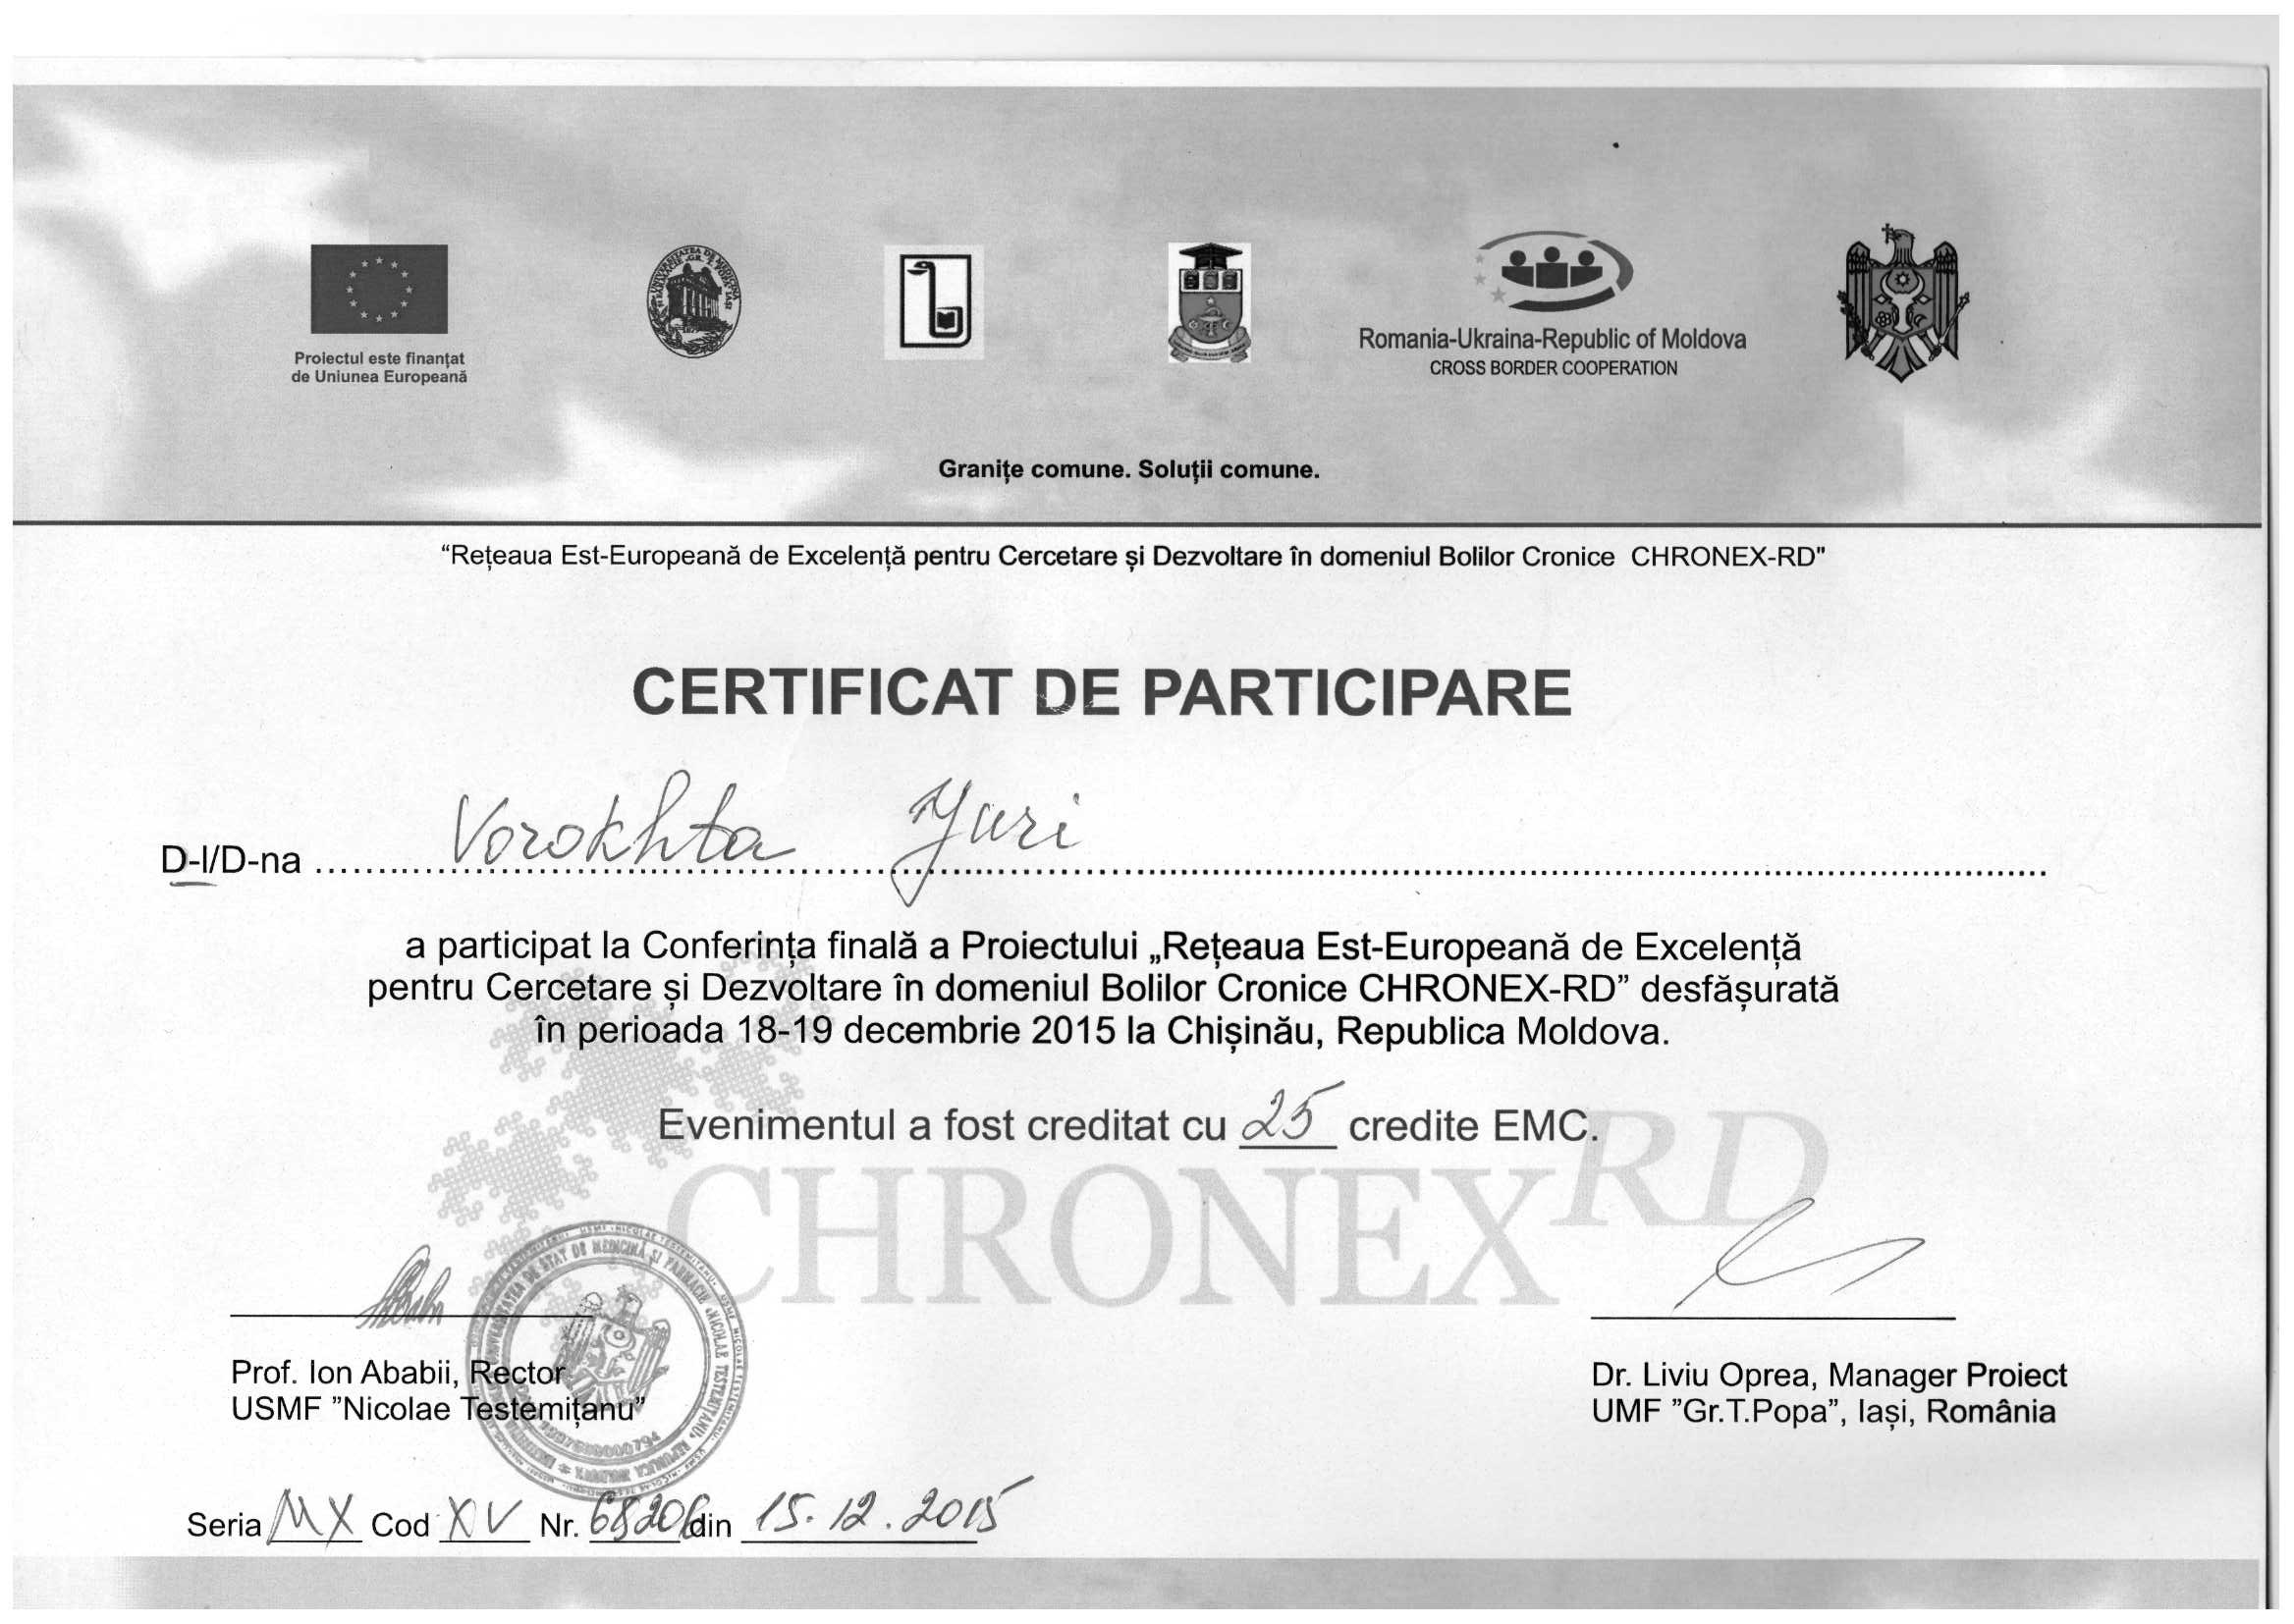 Proiectul este finanțat
de Uniunea Europeană
Romania-Ukraina-Republic of Moldova
CROSS BORDER COOPERATION
Granițe comune. Soluții comune.
“Rețeaua Est-Europeană de Excelență pentru Cercetare și Dezvoltare în domeniul Bolilor Cronice CHRONEX-RD"
CERTIFICAT DE PARTICIPARE
D-l/D-na Vorokhta Yuri
a participat la Conferința finală a Proiectului „Rețeaua Est-Europeană de Excelență
pentru Cercetare și Dezvoltare în domeniul Bolilor Cronice CHRONEX-RD” desfășurată
în perioada 18-19 decembrie 2015 la Chișinău, Republica Moldova.
Evenimentul a fost creditat cu 25 credite EMC.
CHRONEX RD
Prof. Ion Ababii, Rector
USMF ”Nicolae Testemițanu”
Dr. Liviu Oprea, Manager Proiect
UMF ”Gr.T.Popa”, Iași, România
Seria MX Cod XV Nr. 68206 din 15.12.2015